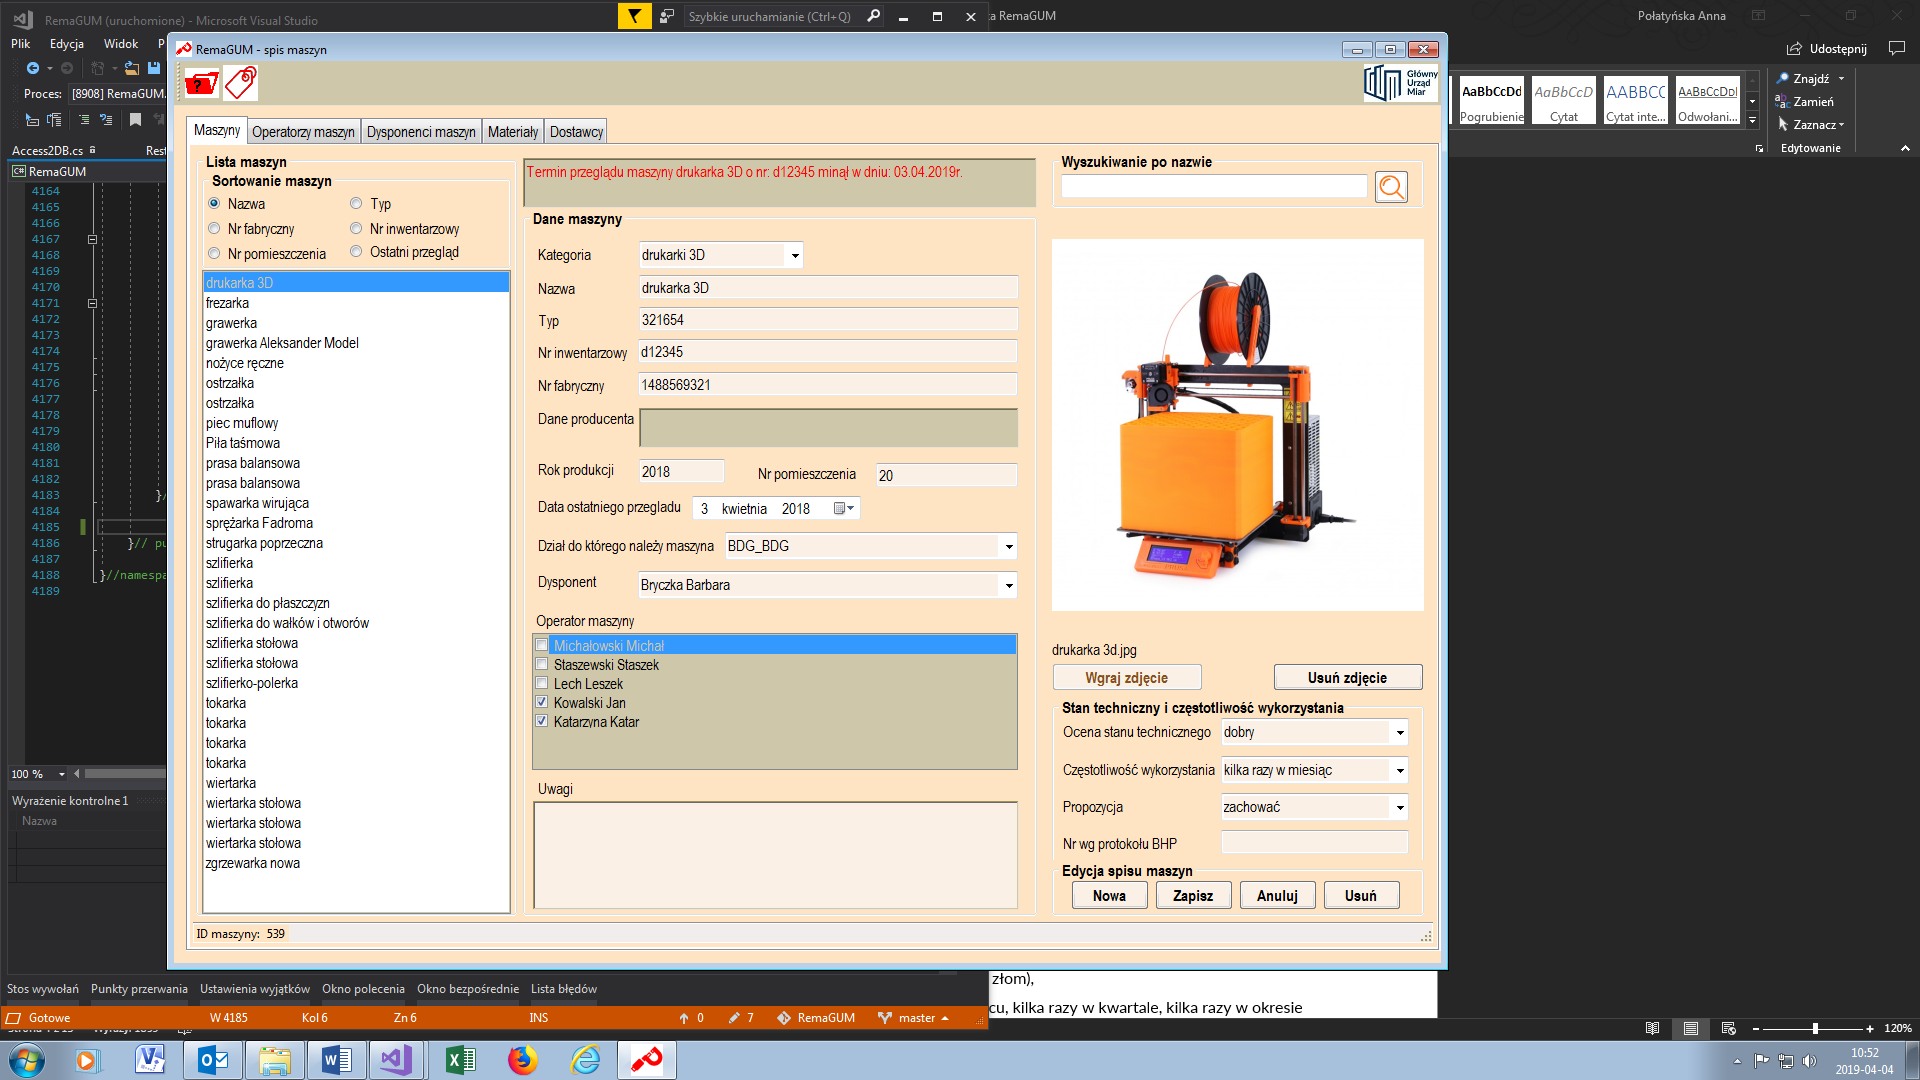 RemaGUM (uruchomione) - Microsoft Visual Studio
Szybkie uruchamianie (Ctrl+Q)
RemaGUM
Połatyńska Anna
Plik Edycja Widok
Udostępnij
RemaGUM - spis maszyn
Proces: [8908] RemaGUM.
Główny
Urząd
Miar
AaBbCcDd AaBbCcD AABBCC AaBbCcDd
Pogrubienie Cytat Cytat inte... Odwołani...
Znajdź
Zamień
Zaznacz
Edytowanie
Access2DB.cs Rest
RemaGUM
Maszyny Operatorzy maszyn Dysponenci maszyn Materiały Dostawcy
Lista maszyn
Sortowanie maszyn
Nazwa Typ
Nr fabryczny Nr inwentarzowy
Nr pomieszczenia Ostatni przegląd
drukarka 3D
frezarka
grawerka
grawerka Aleksander Model
nożyce ręczne
ostrzałka
ostrzałka
piec muflowy
Piła taśmowa
prasa balansowa
prasa balansowa
spawarka wirująca
sprężarka Fadroma
strugarka poprzeczna
szlifierka
szlifierka
szlifierka do płaszczyzn
szlifierka do wałków i otworów
szlifierka stołowa
szlifierka stołowa
szlifierko-polerka
tokarka
tokarka
tokarka
tokarka
wiertarka
wiertarka stołowa
wiertarka stołowa
wiertarka stołowa
zgrzewarka nowa
Termin przeglądu maszyny drukarka 3D o nr: d12345 minął w dniu: 03.04.2019r.
Dane maszyny
Kategoria drukarki 3D
Nazwa drukarka 3D
Typ 321654
Nr inwentarzowy d12345
Nr fabryczny 1488569321
Dane producenta
Rok produkcji 2018 Nr pomieszczenia 20
Data ostatniego przegladu 3 kwietnia 2018
Dział do którego należy maszyna BDG_BDG
Dysponent Bryczka Barbara
Operator maszyny
Michałowski Michał
Staszewski Staszek
Lech Leszek
Kowalski Jan
Katarzyna Katar
Uwagi
Wyszukiwanie po nazwie
drukarka 3d.jpg
Wgraj zdjęcie Usuń zdjęcie
Stan techniczny i częstotliwość wykorzystania
Ocena stanu technicznego dobry
Częstotliwość wykorzystania kilka razy w miesiąc
Propozycja zachować
Nr wg protokołu BHP
Edycja spisu maszyn
Nowa Zapisz Anuluj Usuń
ID maszyny: 539
4164
4165
4166
4167
4168
4169
4170
4171
4172
4173
4174
4175
4176
4177
4178
4179
4180
4181
4182
4183 }/
4184
4185
4186 }// pu
4187
4188 }//namespa
4189
100 %
Wyrażenie kontrolne 1
Nazwa
Stos wywołań Punkty przerwania Ustawienia wyjątków Okno polecenia Okno bezpośrednie Lista błędów
złom),
cu, kilka razy w kwartale, kilka razy w okresie
Gotowe W 4185 Kol 6 Zn 6 INS 0 7 RemaGUM master
120%
10:52
2019-04-04